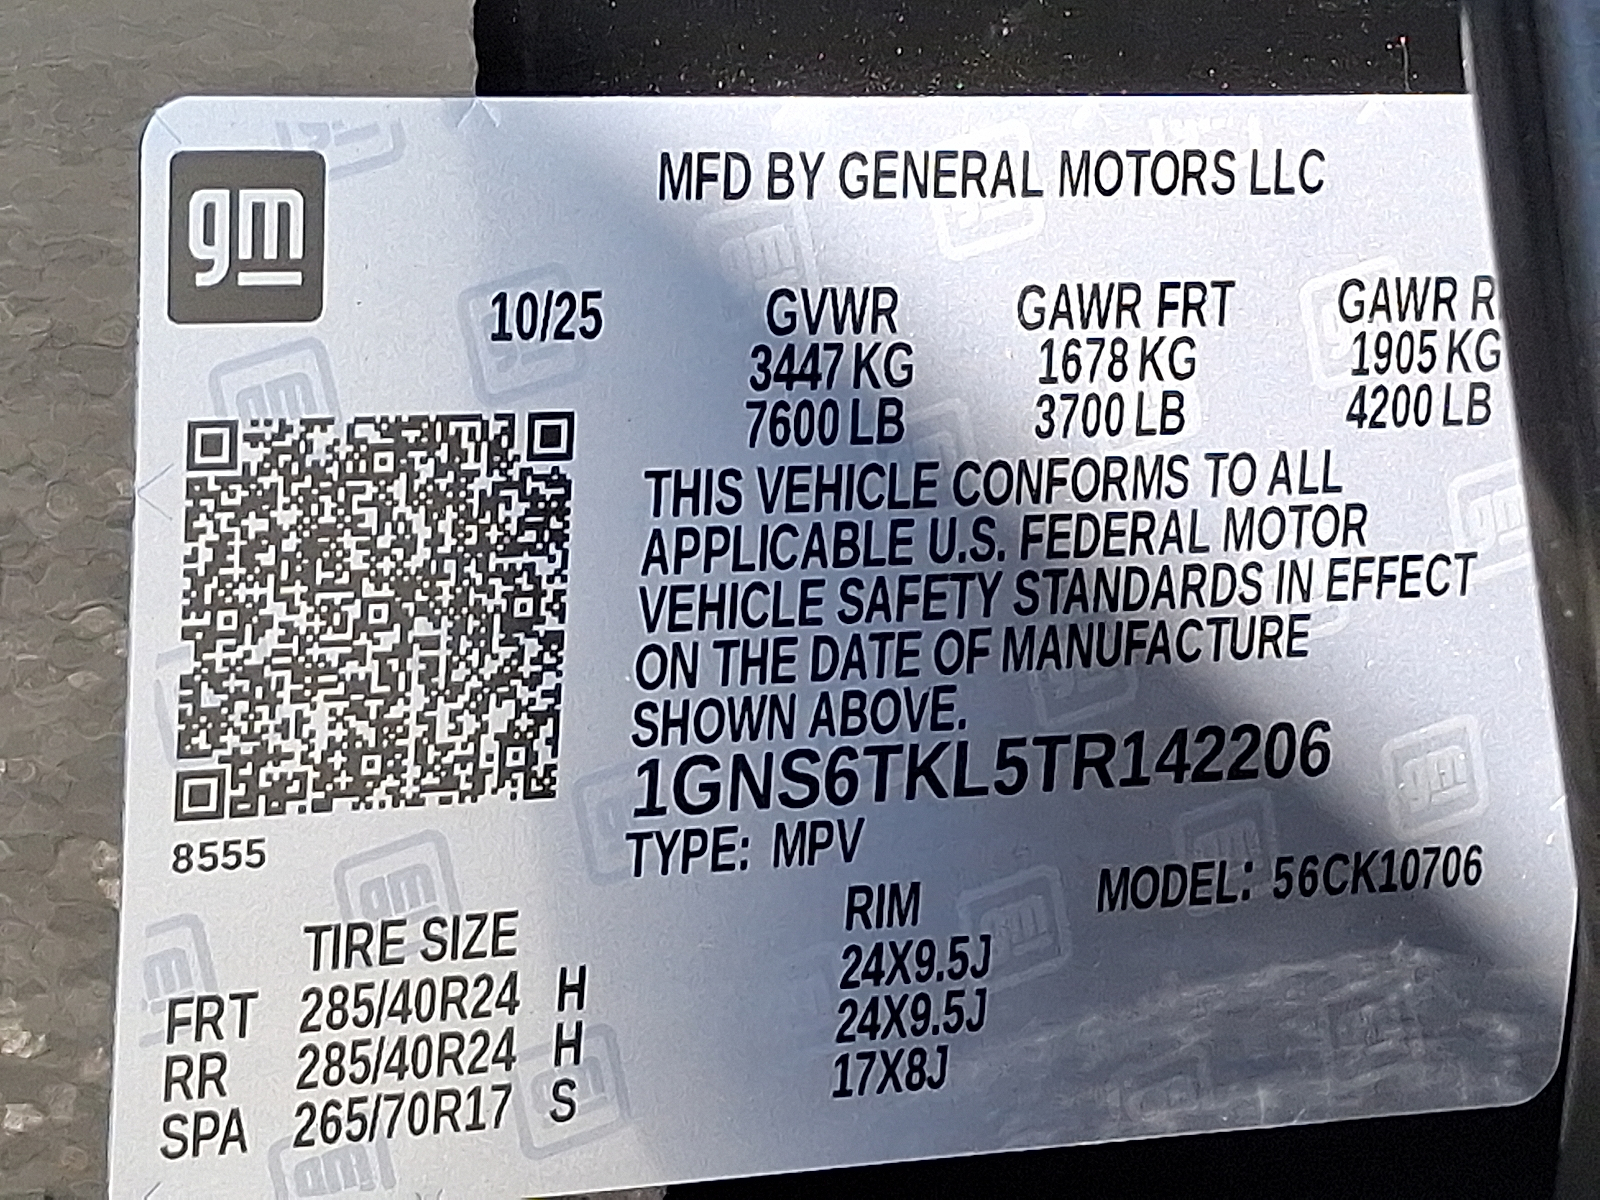 gm
MFD BY GENERAL MOTORS LLC
10/25 GVWR GAWR FRT GAWR R
3447 KG 1678 KG 1905 KG
7600 LB 3700 LB 4200 LB
THIS VEHICLE CONFORMS TO ALL
APPLICABLE U.S. FEDERAL MOTOR
VEHICLE SAFETY STANDARDS IN EFFECT
ON THE DATE OF MANUFACTURE
SHOWN ABOVE.
1GNS6TKL5TR142206
8555
TYPE: MPV
MODEL: 56CK10706
TIRE SIZE RIM
FRT 285/40R24 H 24X9.5J
RR 285/40R24 H 24X9.5J
SPA 265/70R17 S 17X8J